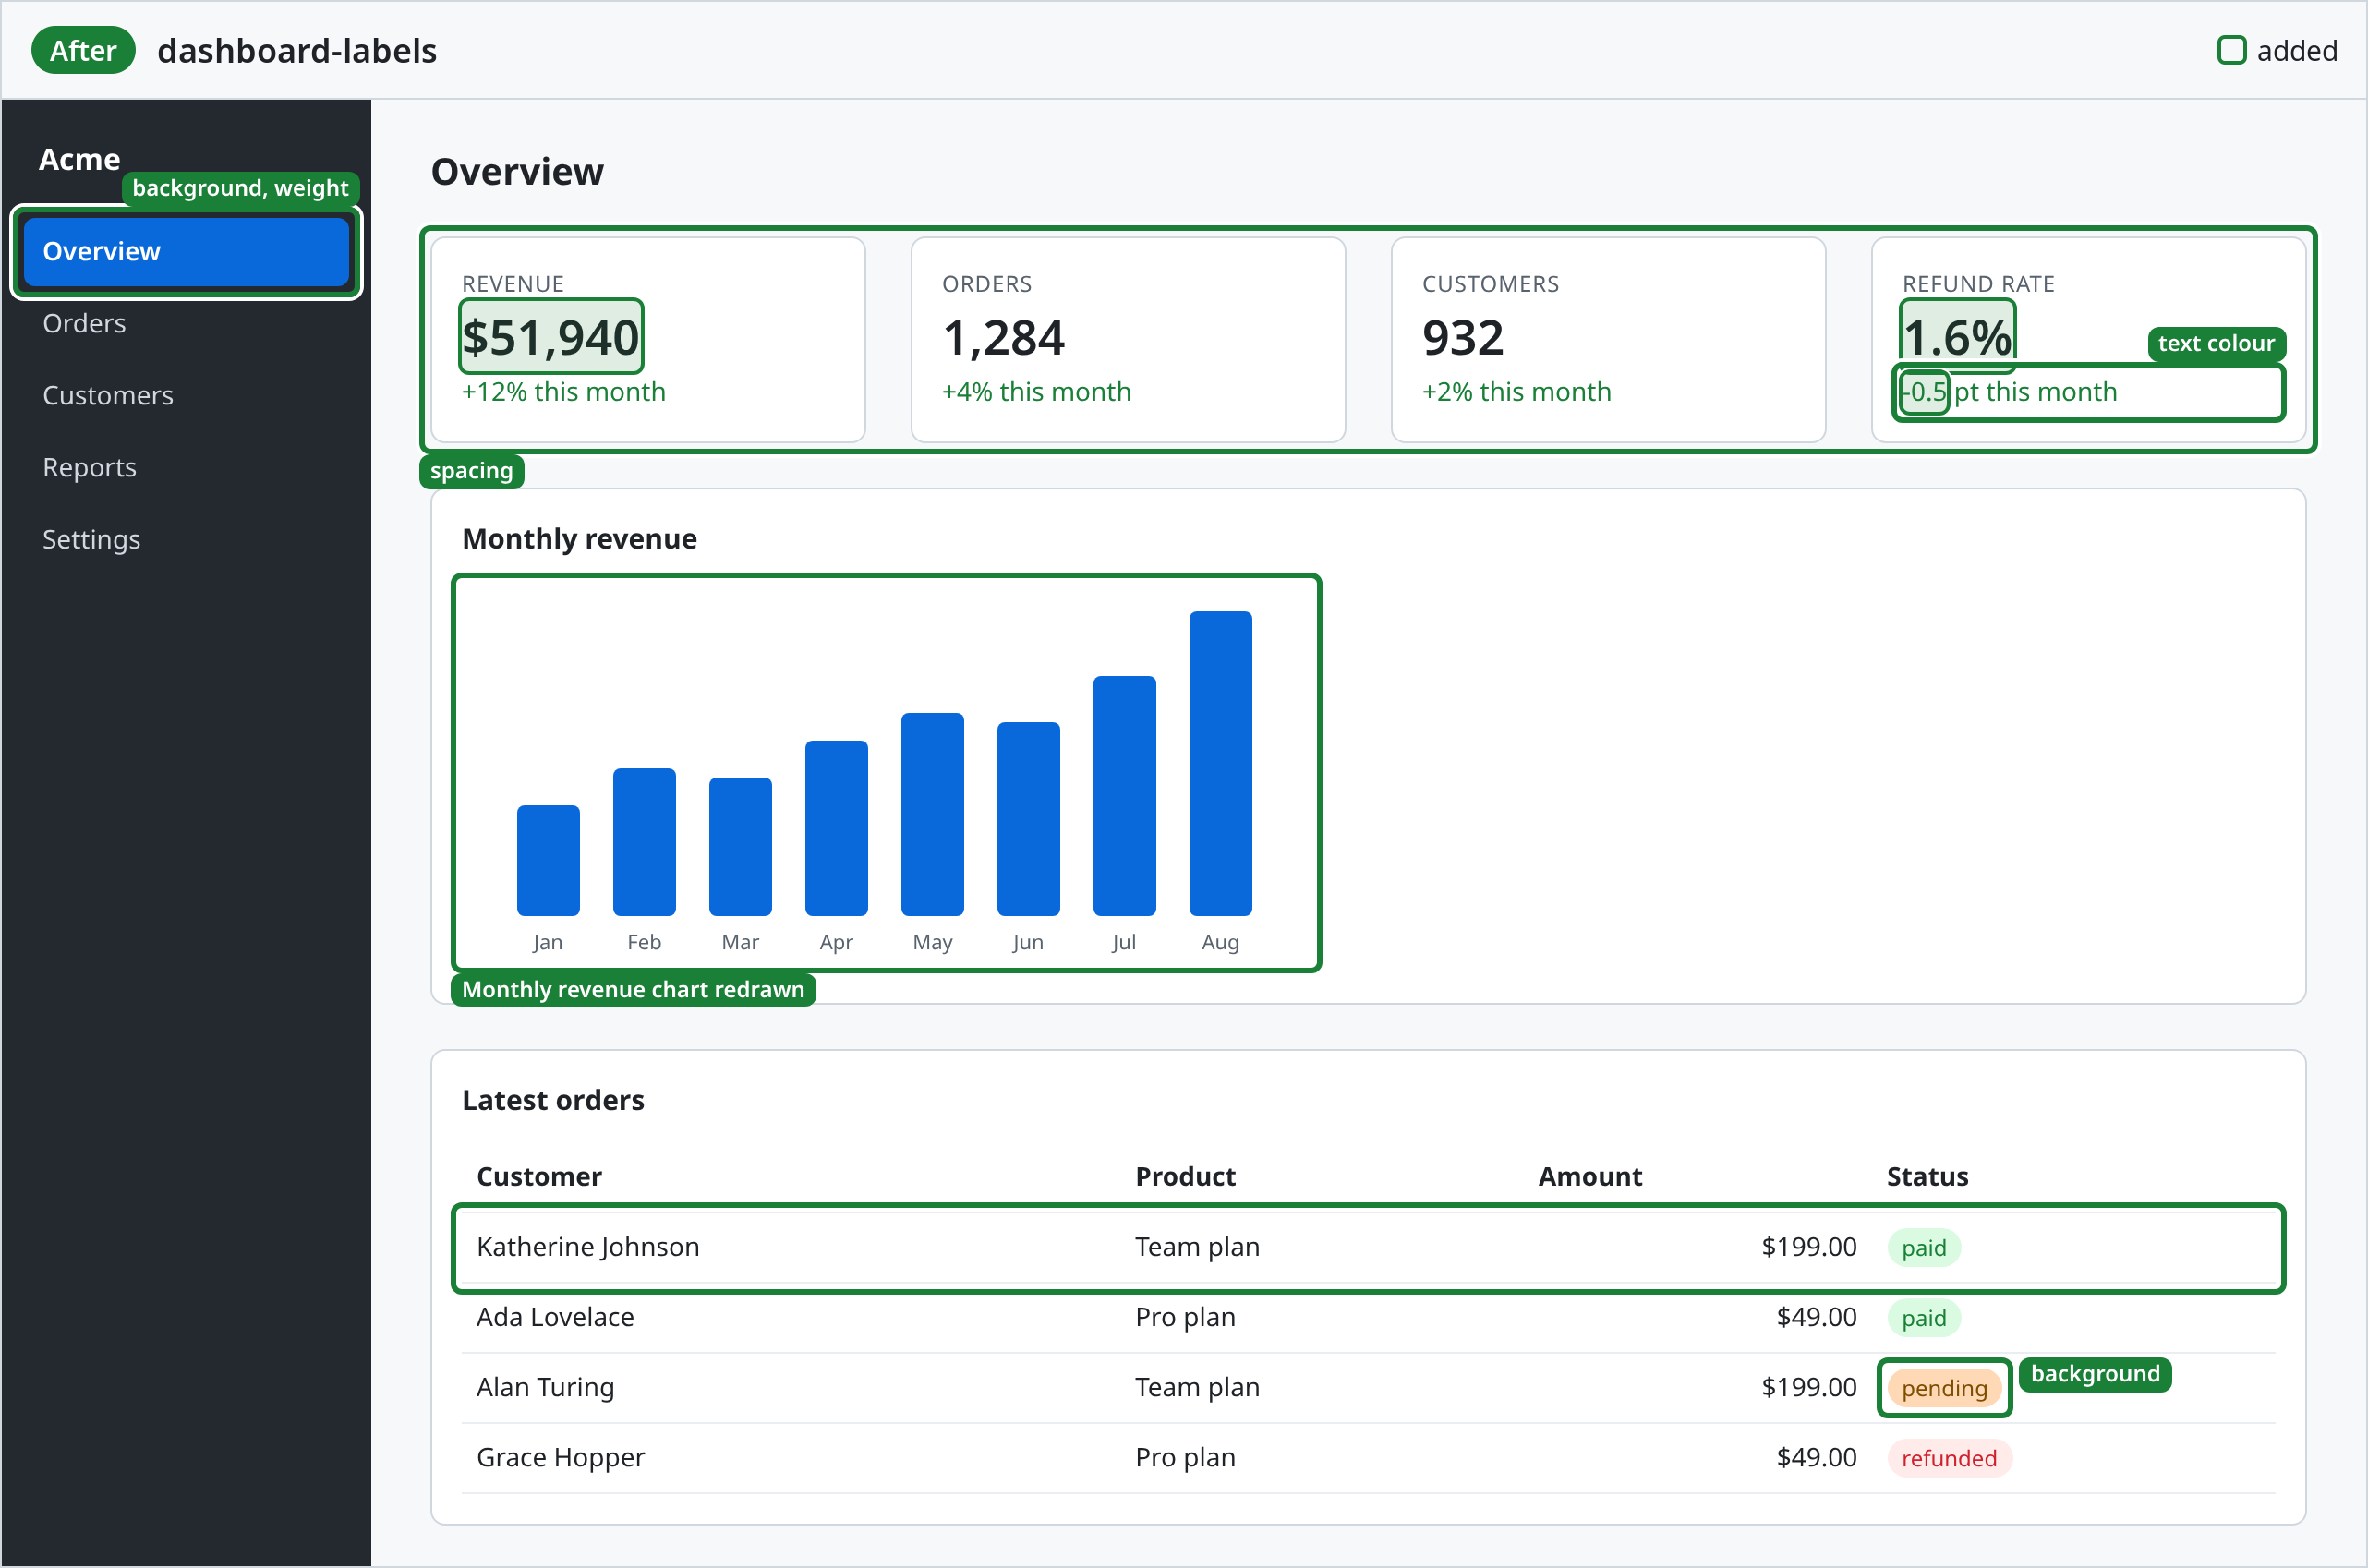 After dashboard-labels added
Acme
background, weight
Overview
Orders
Customers
Reports
Settings
Overview
REVENUE
$51,940
+12% this month
ORDERS
1,284
+4% this month
CUSTOMERS
932
+2% this month
REFUND RATE
1.6%
text colour
-0.5 pt this month
spacing
Monthly revenue
Jan Feb Mar Apr May Jun Jul Aug
Monthly revenue chart redrawn
Latest orders
Customer Product Amount Status
Katherine Johnson Team plan $199.00 paid
Ada Lovelace Pro plan $49.00 paid
Alan Turing Team plan $199.00 pending background
Grace Hopper Pro plan $49.00 refunded